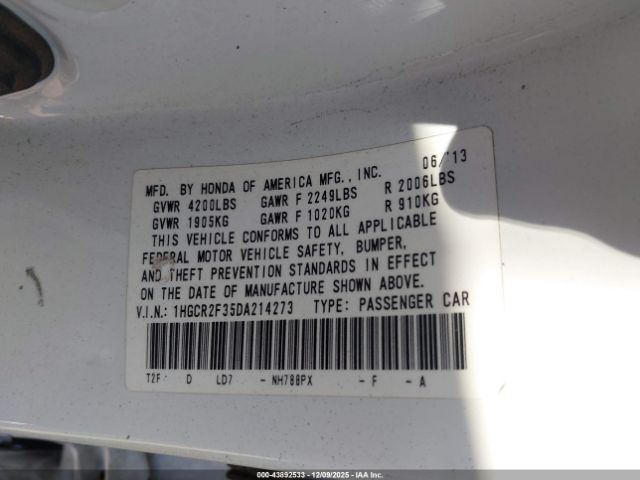 06/'13
MFD. BY HONDA OF AMERICA MFG., INC.
GVWR 4200LBS GAWR F 2249LBS R 2006LBS
GVWR 1905KG GAWR F 1020KG R 910KG
THIS VEHICLE CONFORMS TO ALL APPLICABLE
FEDERAL MOTOR VEHICLE SAFETY, BUMPER,
AND THEFT PREVENTION STANDARDS IN EFFECT
ON THE DATE OF MANUFACTURE SHOWN ABOVE.
V.I.N.: 1HGCR2F35DA214273 TYPE: PASSENGER CAR
T2F D LD7 - NH788PX - F - A
000-43892533 - 12/09/2025 - IAAI.COM